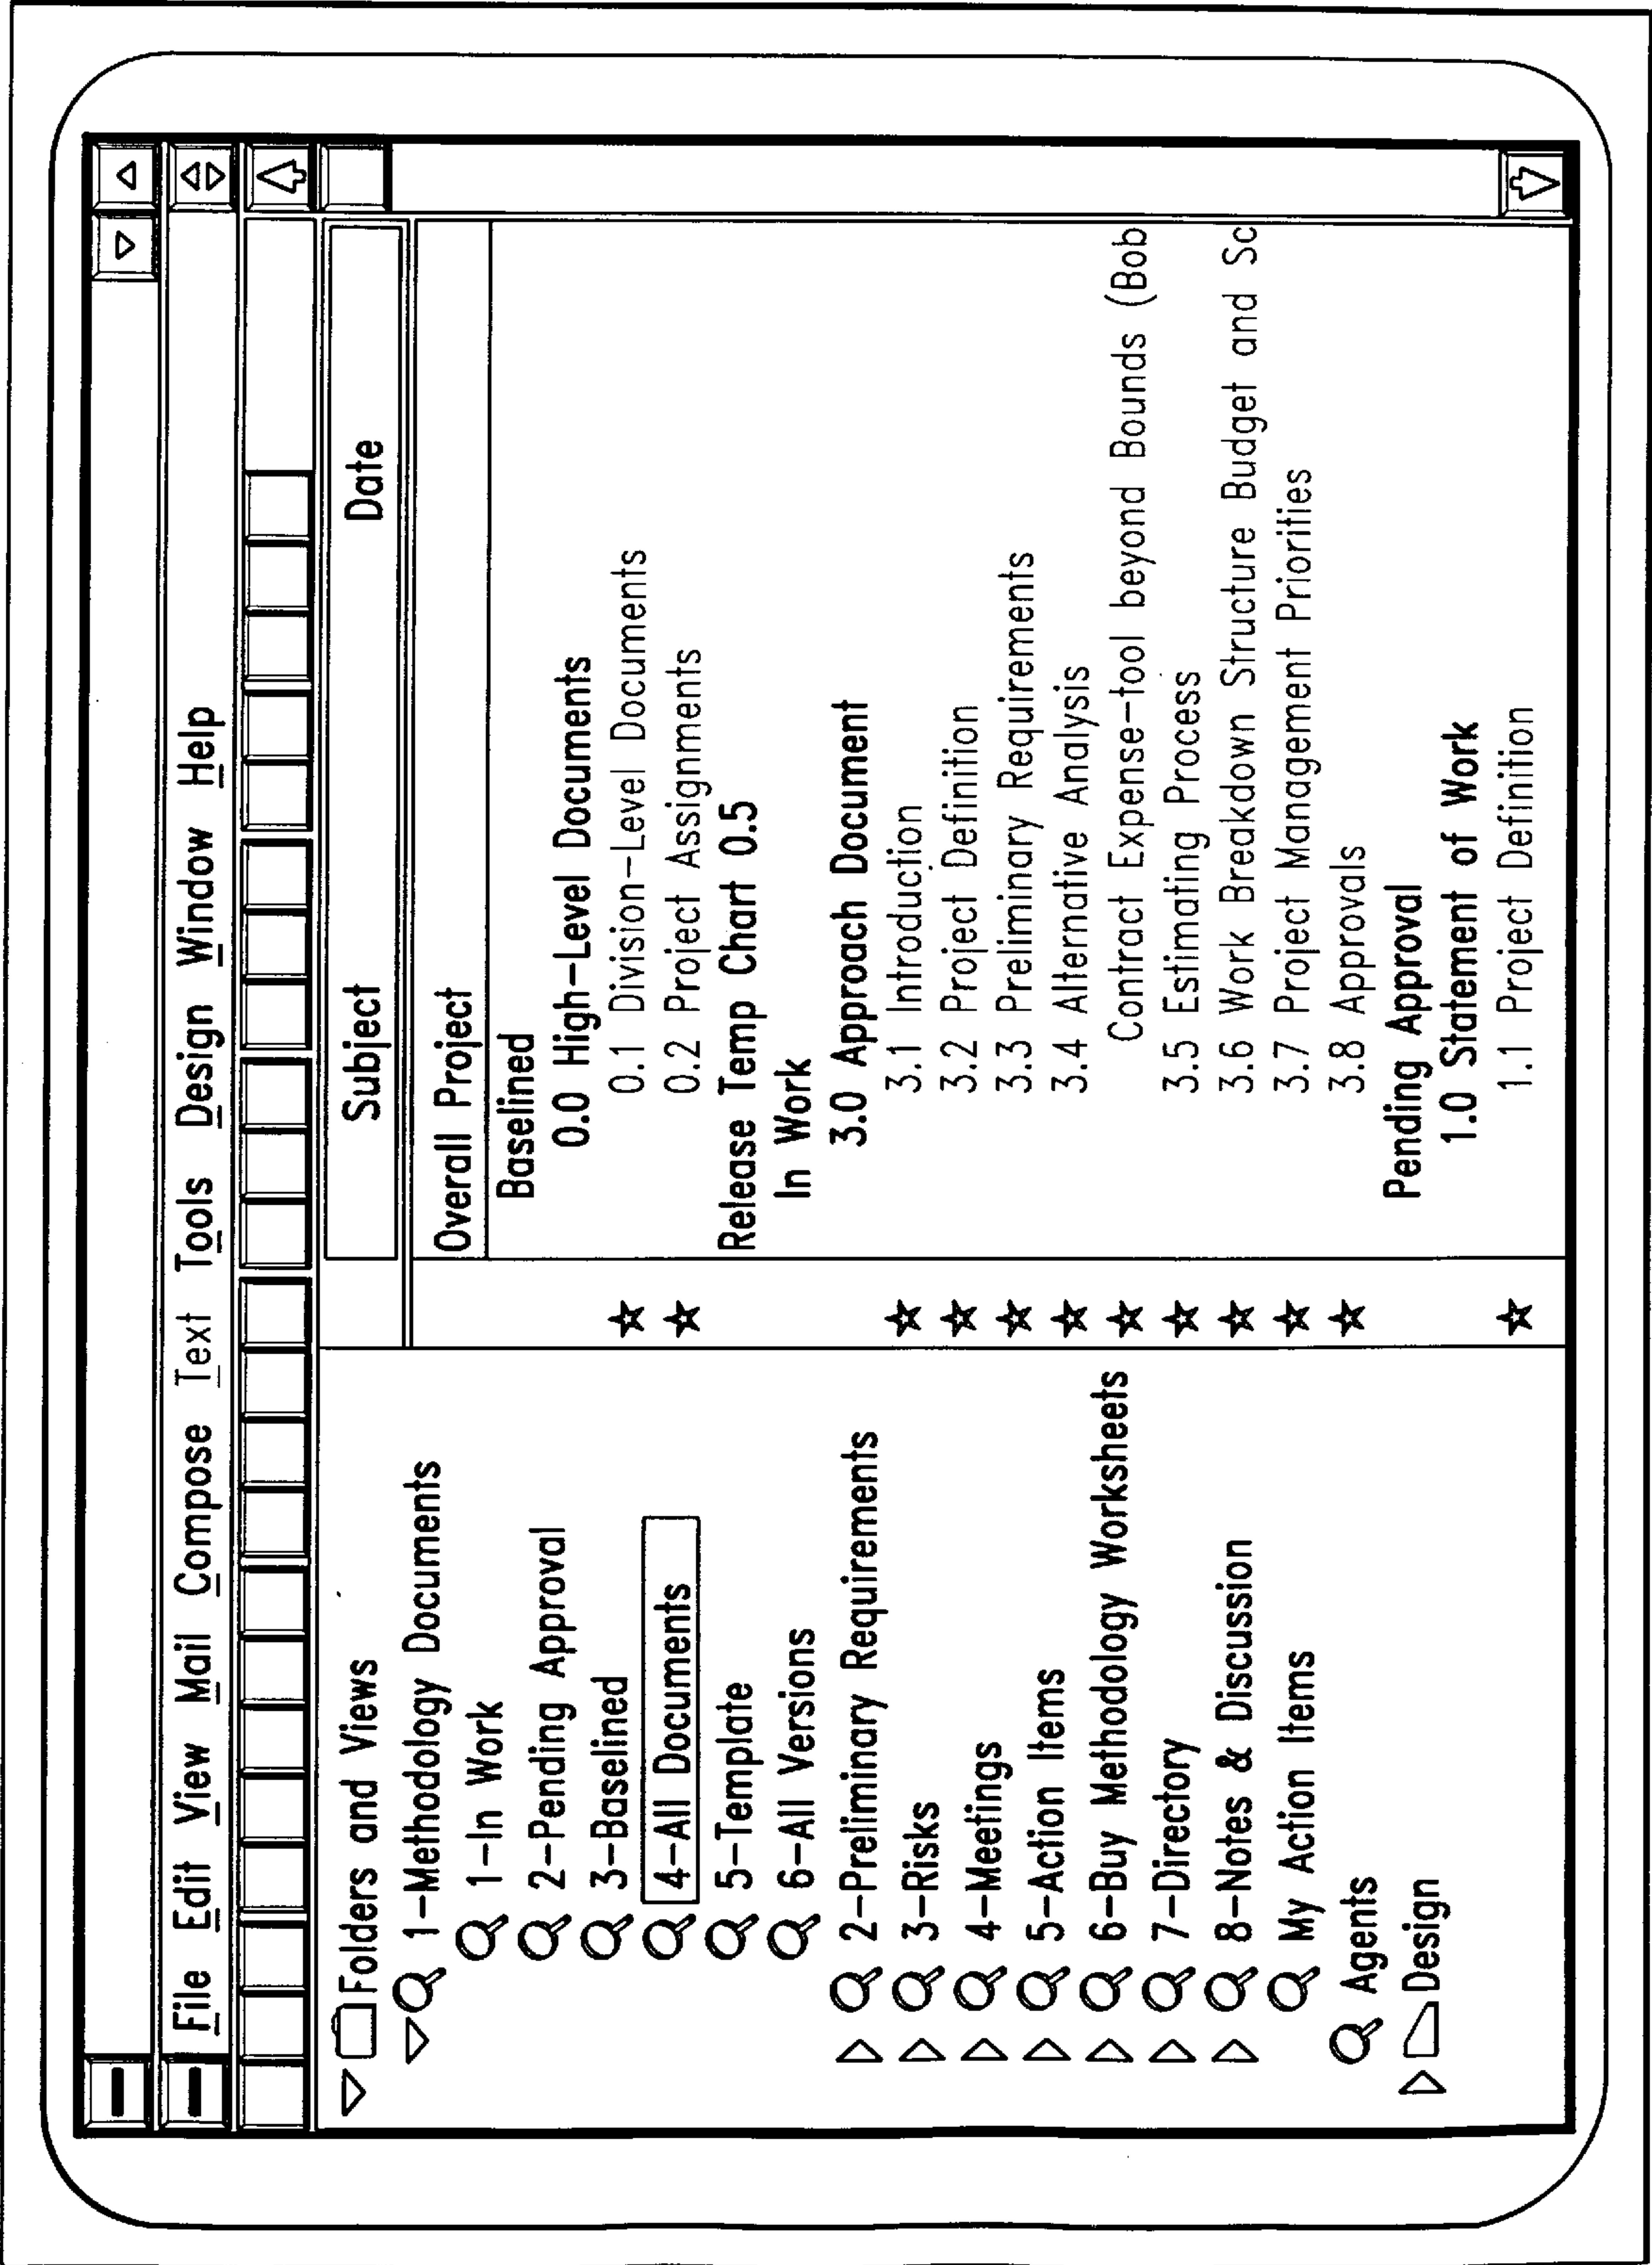 File Edit View Mail Compose Text Tools Design Window Help
Folders and Views
1-Methodology Documents
1-In Work
2-Pending Approval
3-Baselined
4-All Documents
5-Template
6-All Versions
2-Preliminary Requirements
3-Risks
4-Meetings
5-Action Items
6-Buy Methodology Worksheets
7-Directory
8-Notes & Discussion
My Action Items
Agents
Design
Subject Date
Overall Project
Baselined
0.0 High-Level Documents
0.1 Division-Level Documents
0.2 Project Assignments
Release Temp Chart 0.5
In Work
3.0 Approach Document
3.1 Introduction
3.2 Project Definition
3.3 Preliminary Requirements
3.4 Alternative Analysis
Contract Expense-tool beyond Bounds (Bob
3.5 Estimating Process
3.6 Work Breakdown Structure Budget and Sc
3.7 Project Management Priorities
3.8 Approvals
Pending Approval
1.0 Statement of Work
1.1 Project Definition